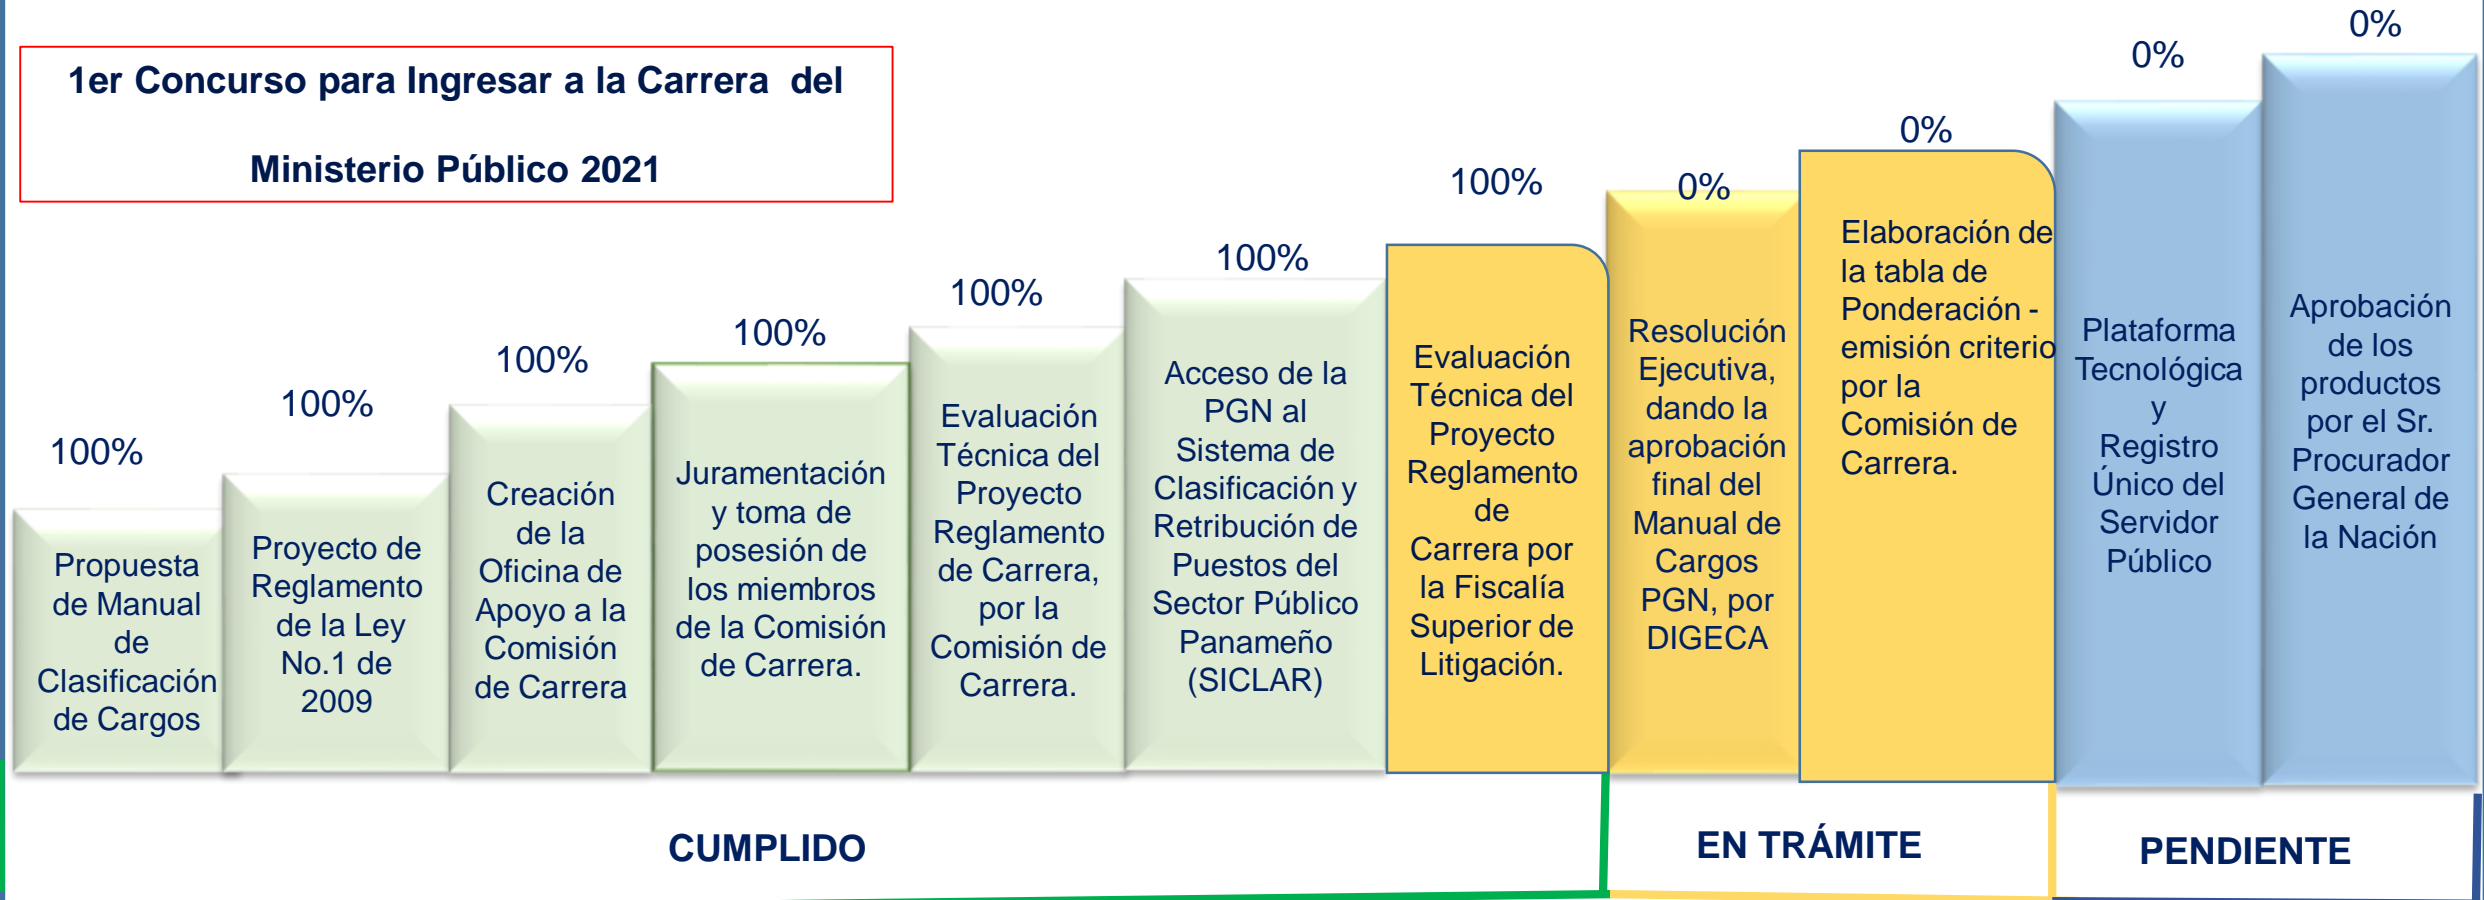 1er Concurso para Ingresar a la Carrera del
Ministerio Público 2021
100%
Propuesta
de Manual
de
Clasificación
de Cargos
100%
Proyecto de
Reglamento
de la Ley
No.1 de
2009
100%
Creación
de la
Oficina de
Apoyo a la
Comisión
de Carrera
100%
Juramentación
y toma de
posesión de
los miembros
de la Comisión
de Carrera.
100%
Evaluación
Técnica del
Proyecto
Reglamento
de Carrera,
por la
Comisión de
Carrera.
100%
Acceso de la
PGN al
Sistema de
Clasificación y
Retribución de
Puestos del
Sector Público
Panameño
(SICLAR)
100%
Evaluación
Técnica del
Proyecto
Reglamento
de
Carrera por
la Fiscalía
Superior de
Litigación.
0%
Resolución
Ejecutiva,
dando la
aprobación
final del
Manual de
Cargos
PGN, por
DIGECA
0%
Elaboración de
la tabla de
Ponderación -
emisión criterio
por la
Comisión de
Carrera.
0%
Plataforma
Tecnológica
y
Registro
Único del
Servidor
Público
0%
Aprobación
de los
productos
por el Sr.
Procurador
General de
la Nación
CUMPLIDO
EN TRÁMITE
PENDIENTE